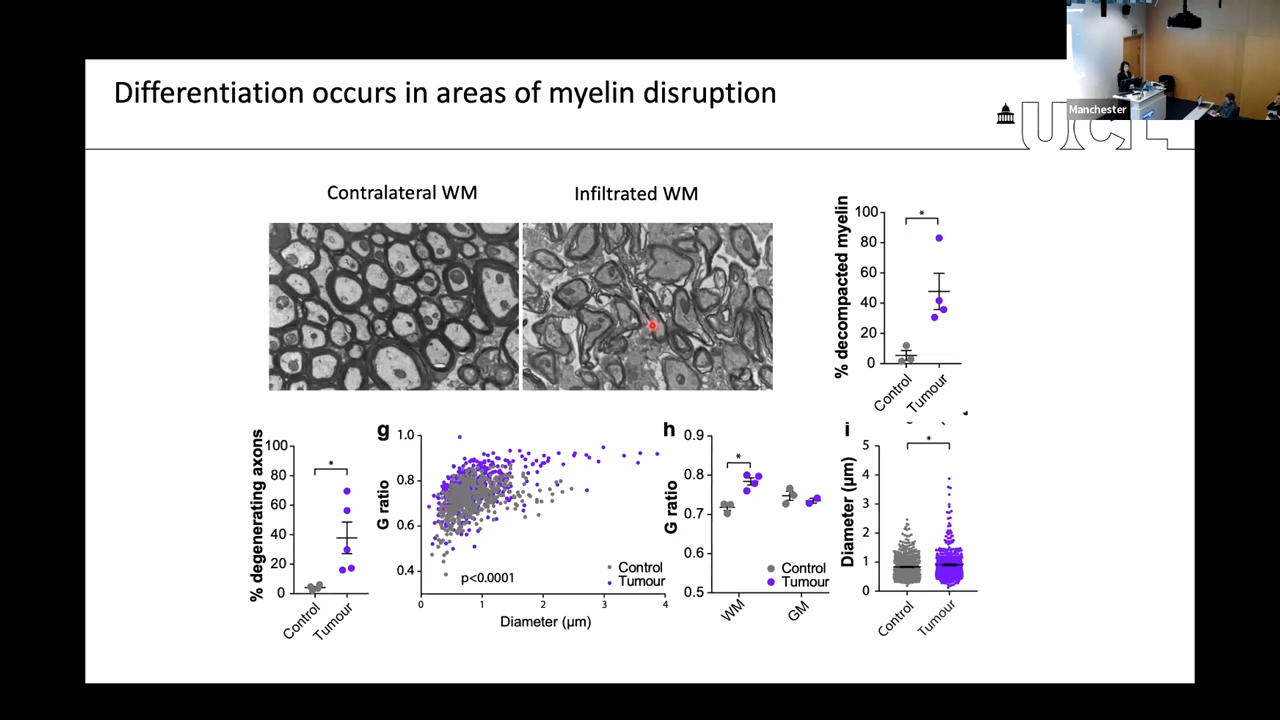 Differentiation occurs in areas of myelin disruption
Manchester
UCL
Contralateral WM
Infiltrated WM
% decompacted myelin
100
80
60
40
20
0
*
Control
Tumour
% degenerating axons
100
80
60
40
20
0
*
Control
Tumour
g
G ratio
1.0
0.8
0.6
0.4
p<0.0001
Control
Tumour
0
1
2
3
4
Diameter (µm)
h
G ratio
0.9
0.8
0.7
0.6
0.5
*
Control
Tumour
WM
GM
i
Diameter (µm)
5
4
3
2
1
0
*
Control
Tumour